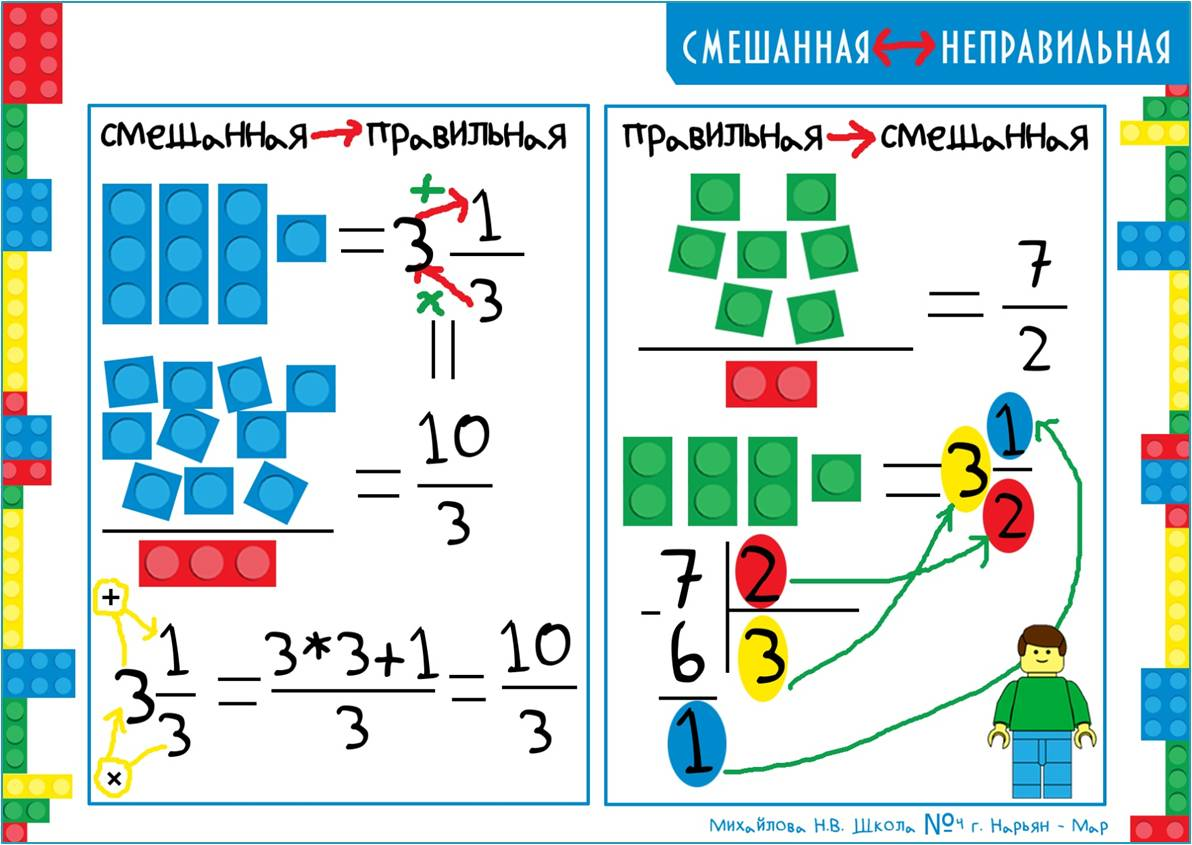 СМЕШАННАЯ НЕПРАВИЛЬНАЯ
смешанная правильная
= 3 1/3
+
×
=
= 10/3
+
×
3 1/3 = 3*3+1/3 = 10/3
правильная смешанная
= 7/2
= 3 1/2
7 2
- 6 3
1
Михайлова Н.В. Школа №4 г. Нарьян - Мар